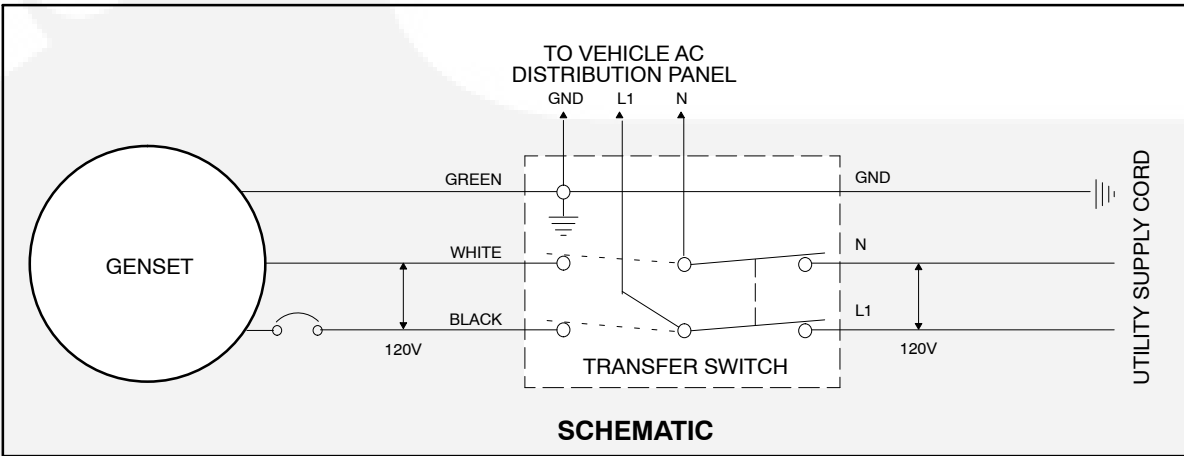 TO VEHICLE AC
DISTRIBUTION PANEL
GND L1 N
GREEN
GND
WHITE
N
GENSET
BLACK
L1
120V
120V
TRANSFER SWITCH
UTILITY SUPPLY CORD
SCHEMATIC